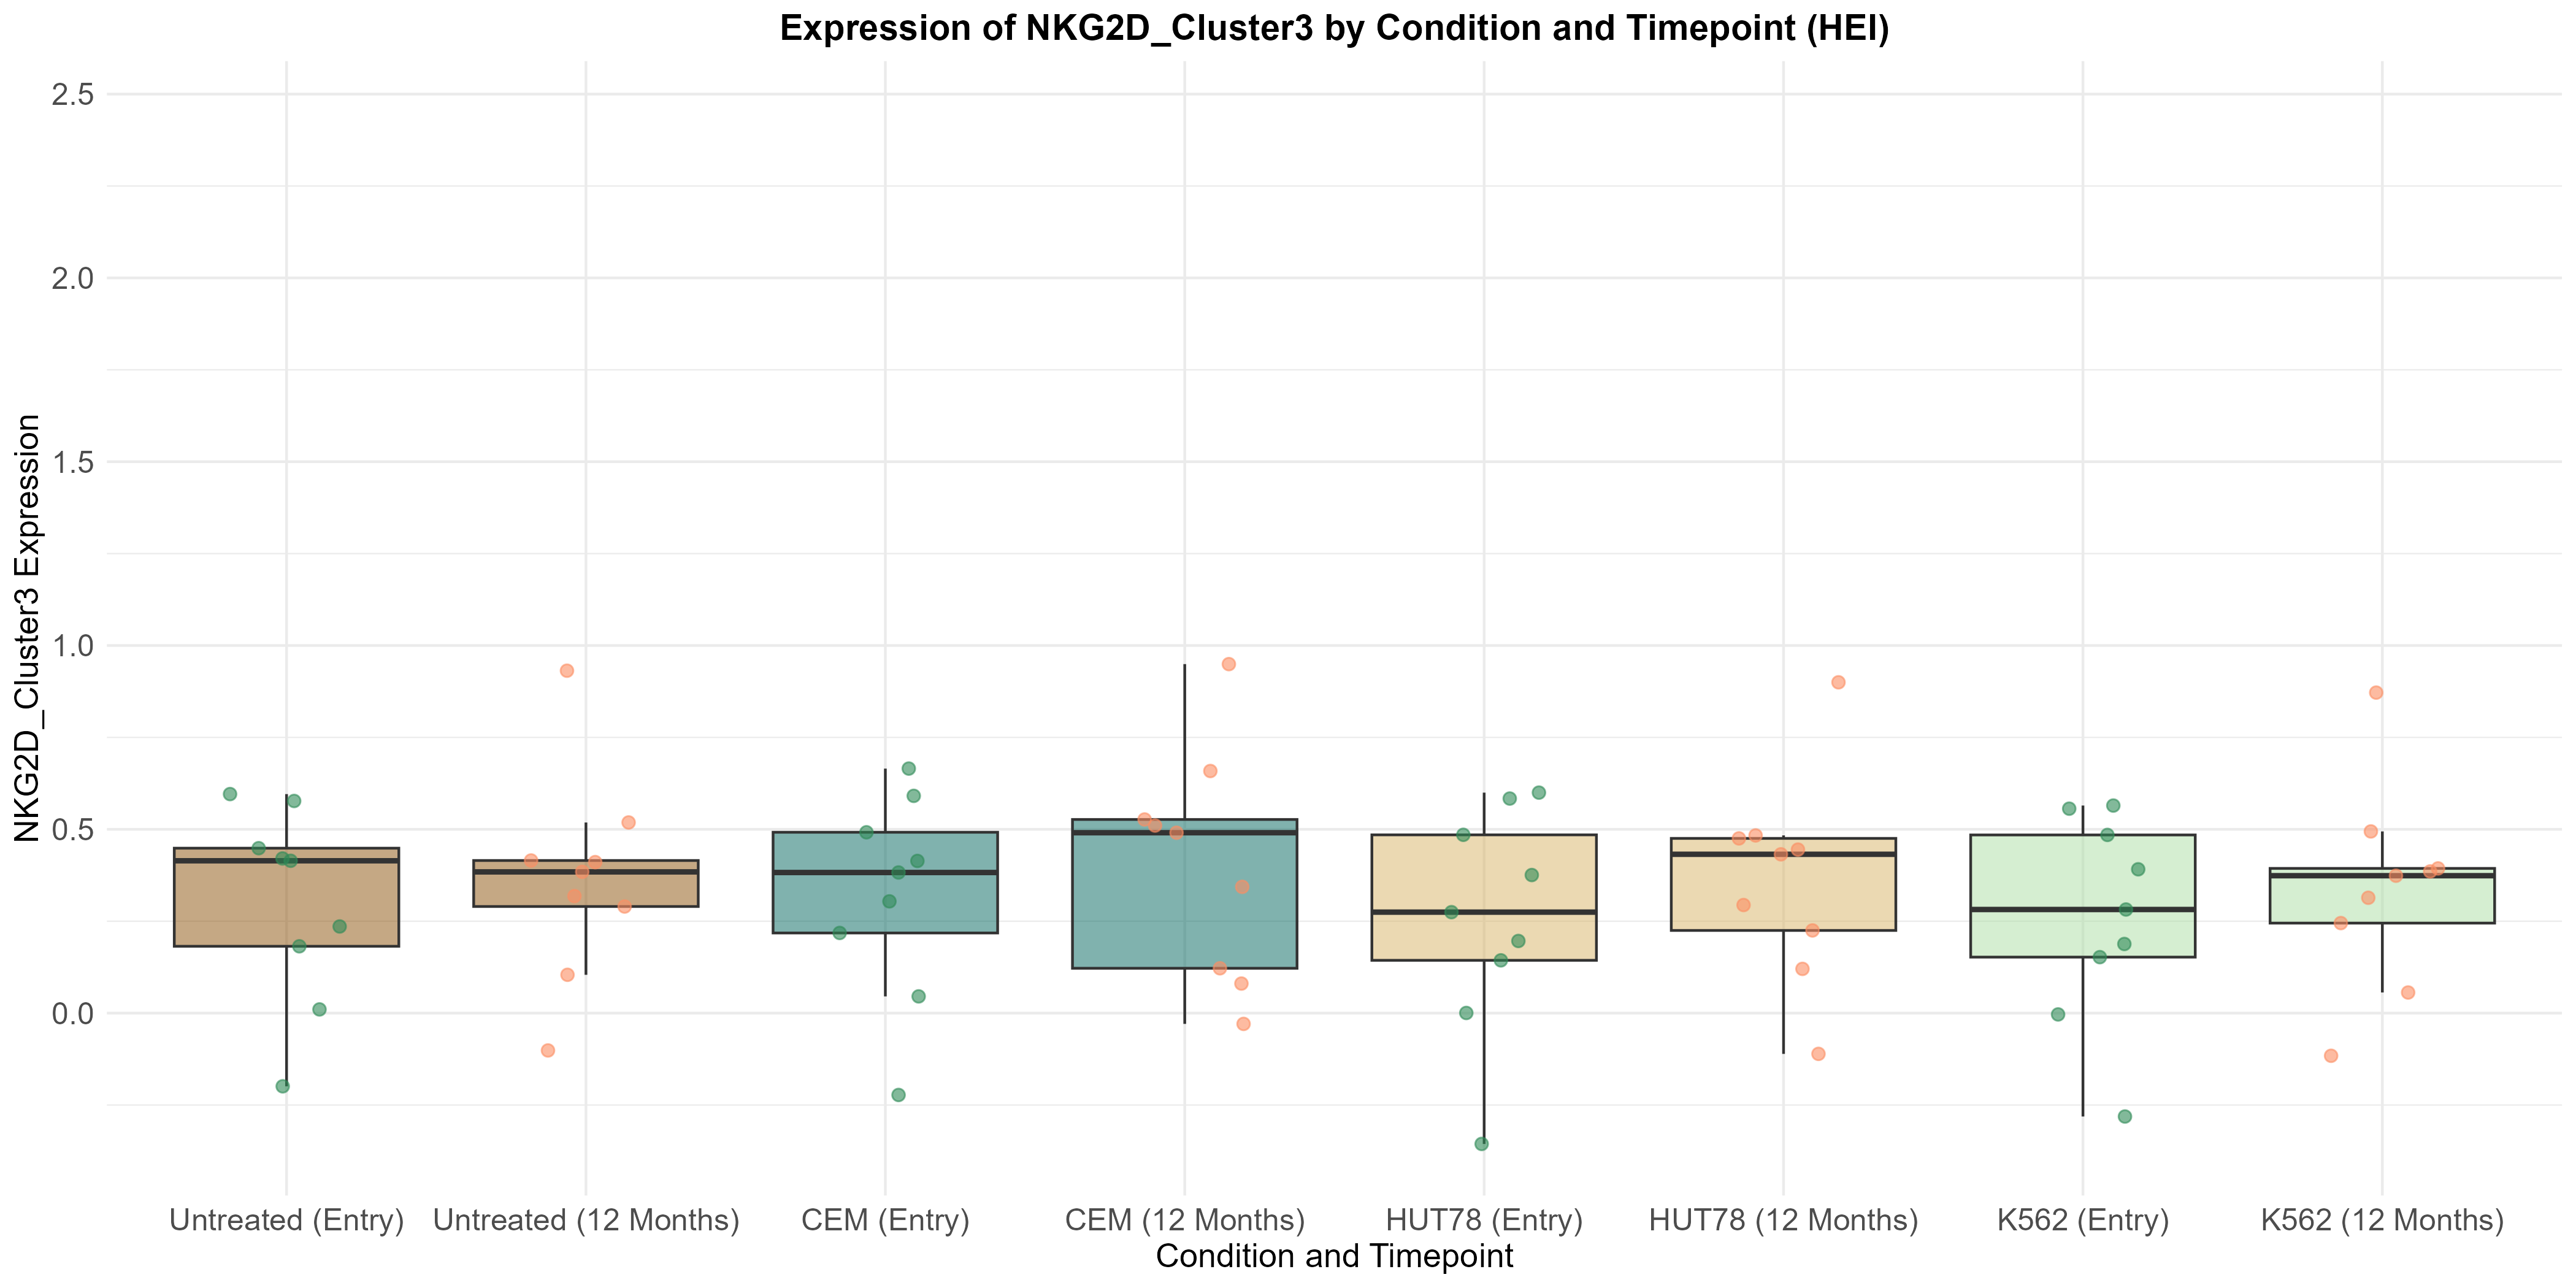 Expression of NKG2D_Cluster3 by Condition and Timepoint (HEI)
NKG2D_Cluster3 Expression
2.5
2.0
1.5
1.0
0.5
0.0
Untreated (Entry)
Untreated (12 Months)
CEM (Entry)
CEM (12 Months)
HUT78 (Entry)
HUT78 (12 Months)
K562 (Entry)
K562 (12 Months)
Condition and Timepoint